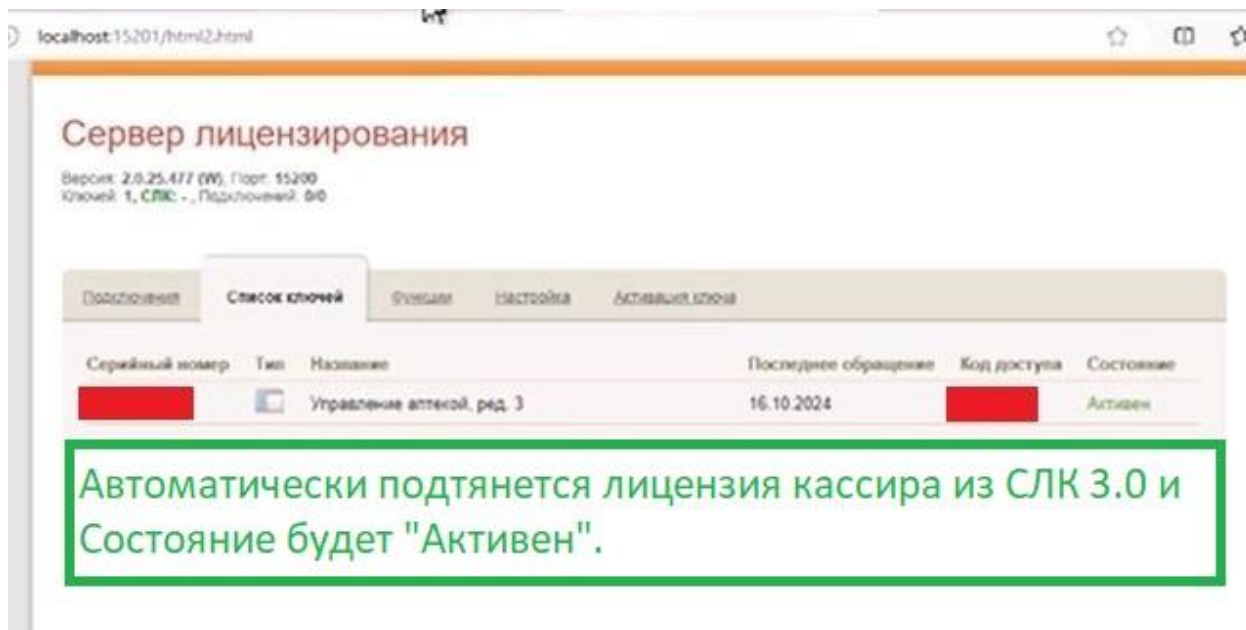 localhost:15201/html2.html
Сервер лицензирования
Версия: 2.0.25.477 (W), Порт: 15200
Ключей: 1, СЛК: - , Подключений: 0/0
Подключения Список ключей Функции Настройка Активация ключа
Серийный номер Тип Название Последнее обращение Код доступа Состояние
Управление аптекой, ред. 3 16.10.2024 Активен
Автоматически подтянется лицензия кассира из СЛК 3.0 и
Состояние будет "Активен".